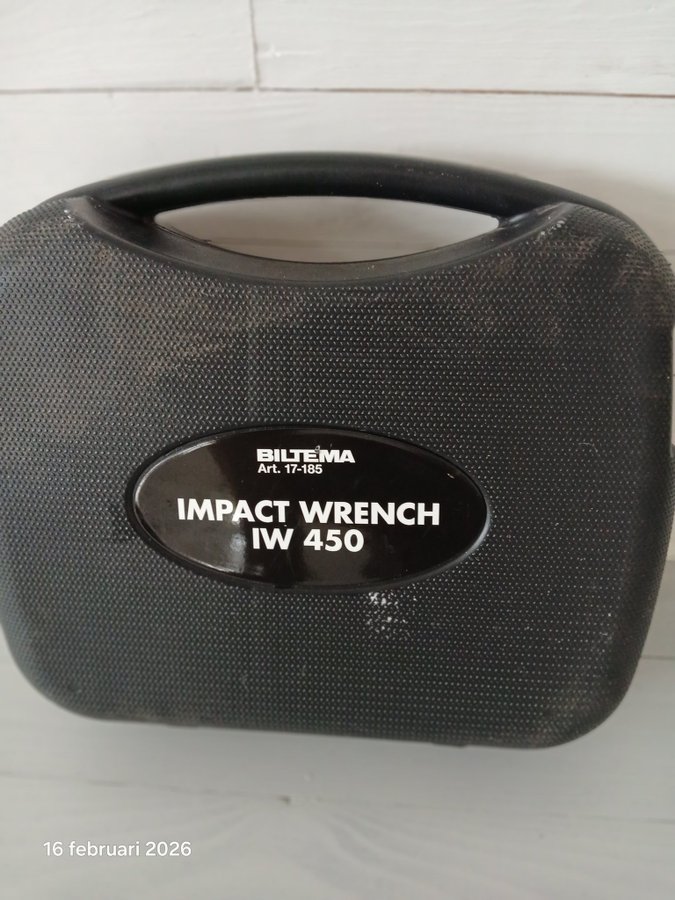 BILTEMA
Art. 17-185
IMPACT WRENCH
IW 450
16 februari 2026